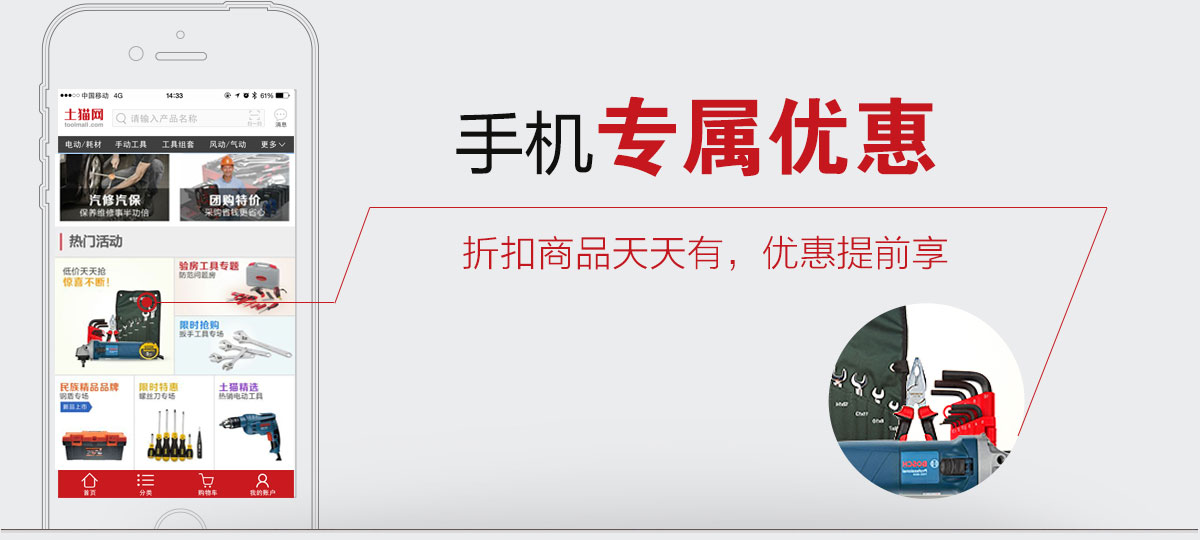 中国移动 4G 14:33 61%
土猫网
toolmall.com
请输入产品名称
扫一扫
消息
电动/耗材 手动工具 工具组套 风动/气动 更多
汽修汽保
保养维修事半功倍
团购特价
采购省钱更省心
热门活动
低价天天抢
惊喜不断!
验房工具专题
防范问题房
限时抢购
扳手工具专场
民族精品品牌
钢盾专场
新品上市
限时特惠
螺丝刀专场
土猫精选
热销电动工具
首页 分类 购物车 我的账户
手机专属优惠
折扣商品天天有，优惠提前享
BOSCH
Professional